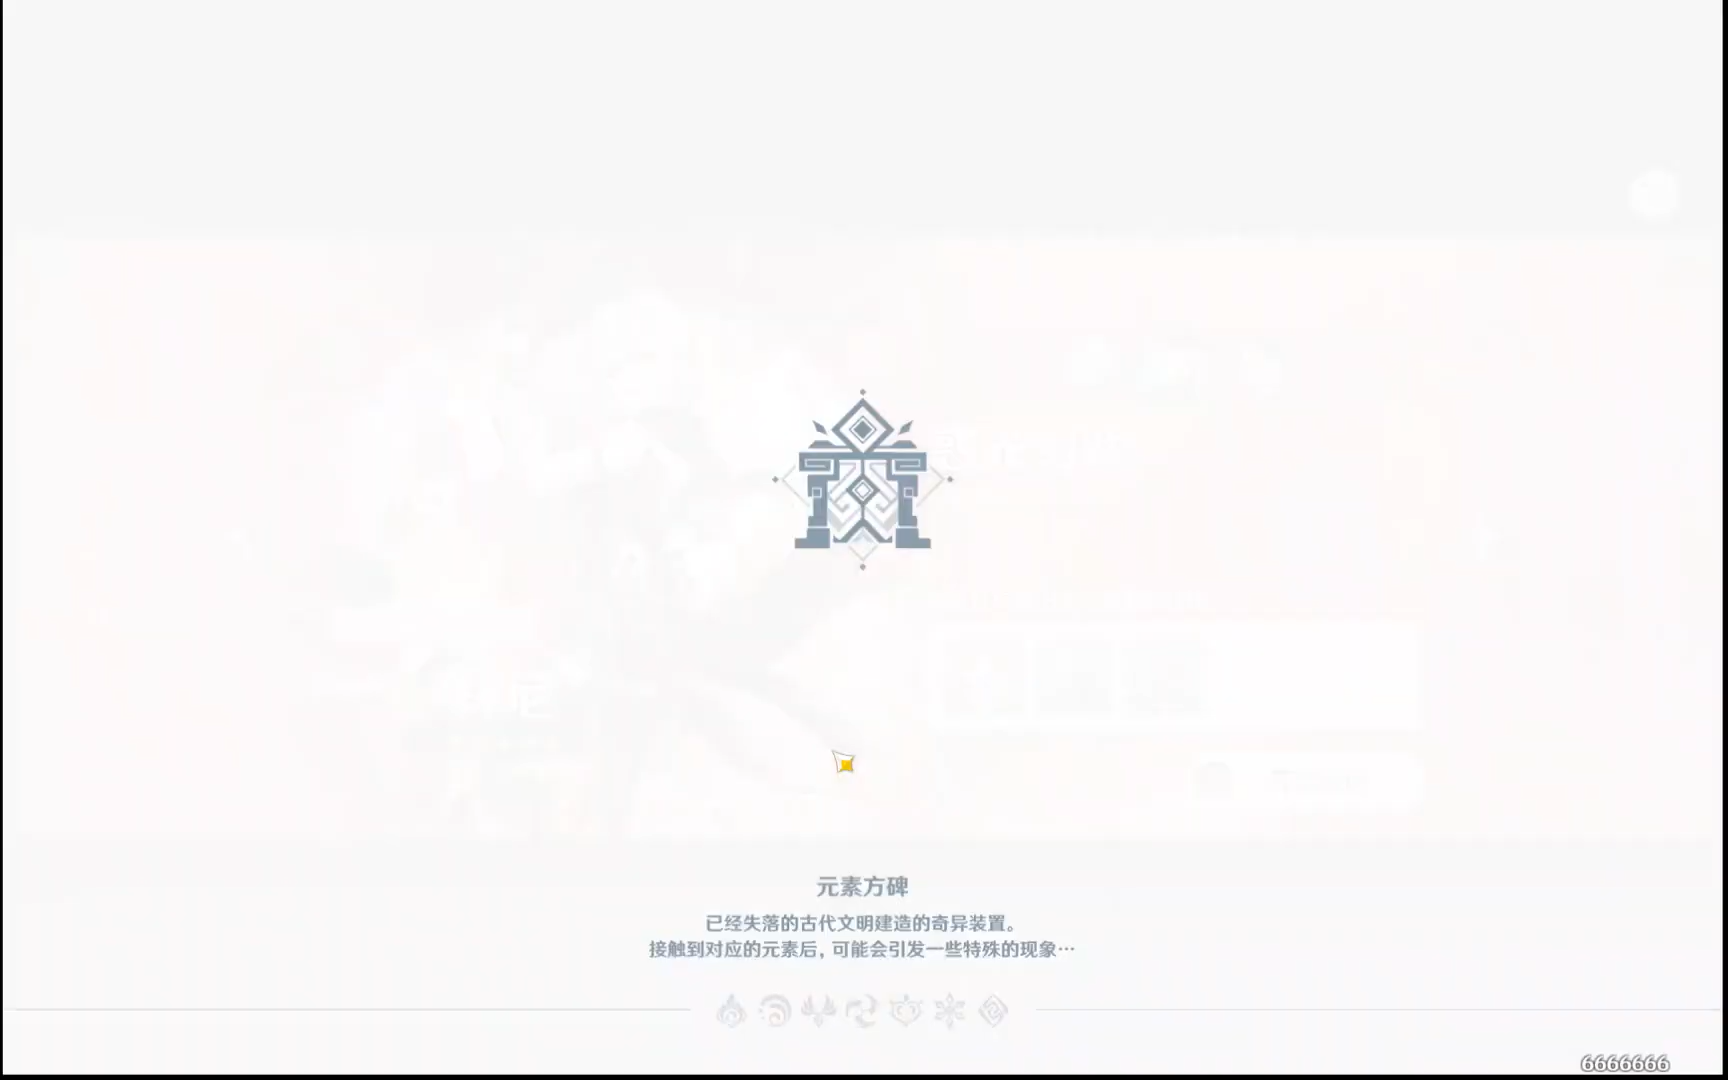 元素方碑
已经失落的古代文明建造的奇异装置。
接触到对应的元素后，可能会引发一些特殊的现象…
6666666